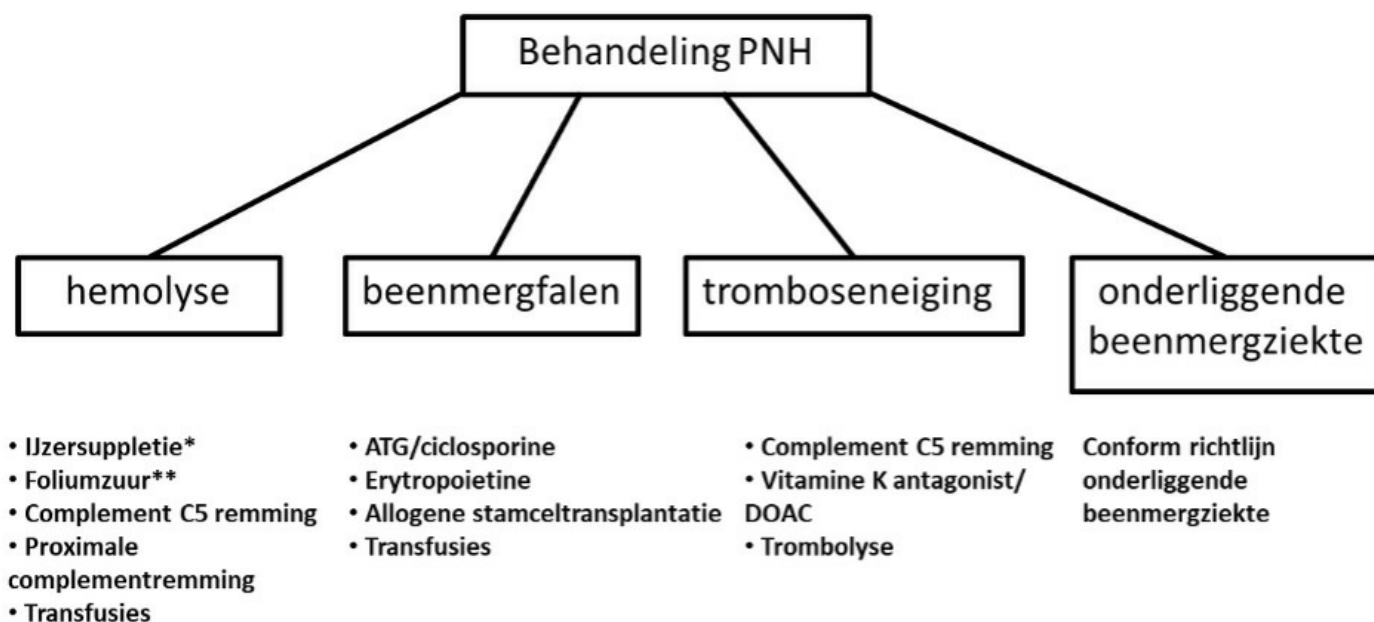 Behandeling PNH
hemolyse
beenmergfalen
tromboseneiging
onderliggende
beenmergziekte
• IJzersuppletie*
• Foliumzuur**
• Complement C5 remming
• Proximale
complementremming
• Transfusies
• ATG/ciclosporine
• Erytropoietine
• Allogene stamceltransplantatie
• Transfusies
• Complement C5 remming
• Vitamine K antagonist/
DOAC
• Trombolyse
Conform richtlijn
onderliggende
beenmergziekte